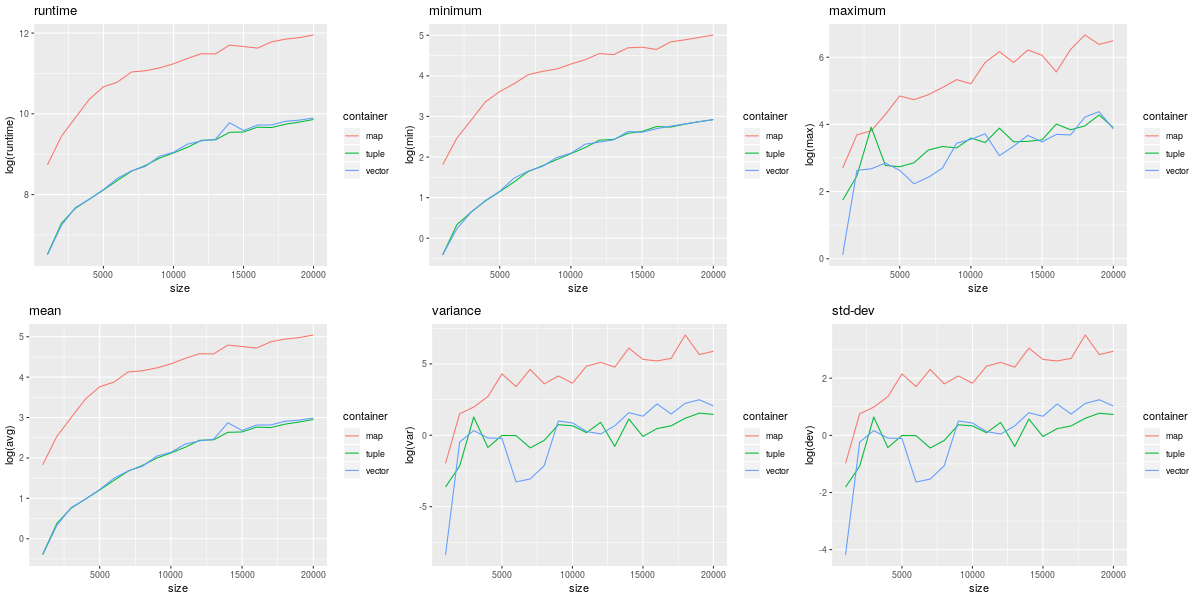 runtime
log(runtime)
12
10
8
5000
10000
15000
20000
size
container
map
tuple
vector
minimum
log(min)
5
4
3
2
1
0
5000
10000
15000
20000
size
container
map
tuple
vector
maximum
log(max)
6
4
2
0
5000
10000
15000
20000
size
container
map
tuple
vector
mean
log(avg)
5
4
3
2
1
0
5000
10000
15000
20000
size
container
map
tuple
vector
variance
log(var)
5
0
-5
5000
10000
15000
20000
size
container
map
tuple
vector
std-dev
log(dev)
2
0
-2
-4
5000
10000
15000
20000
size
container
map
tuple
vector